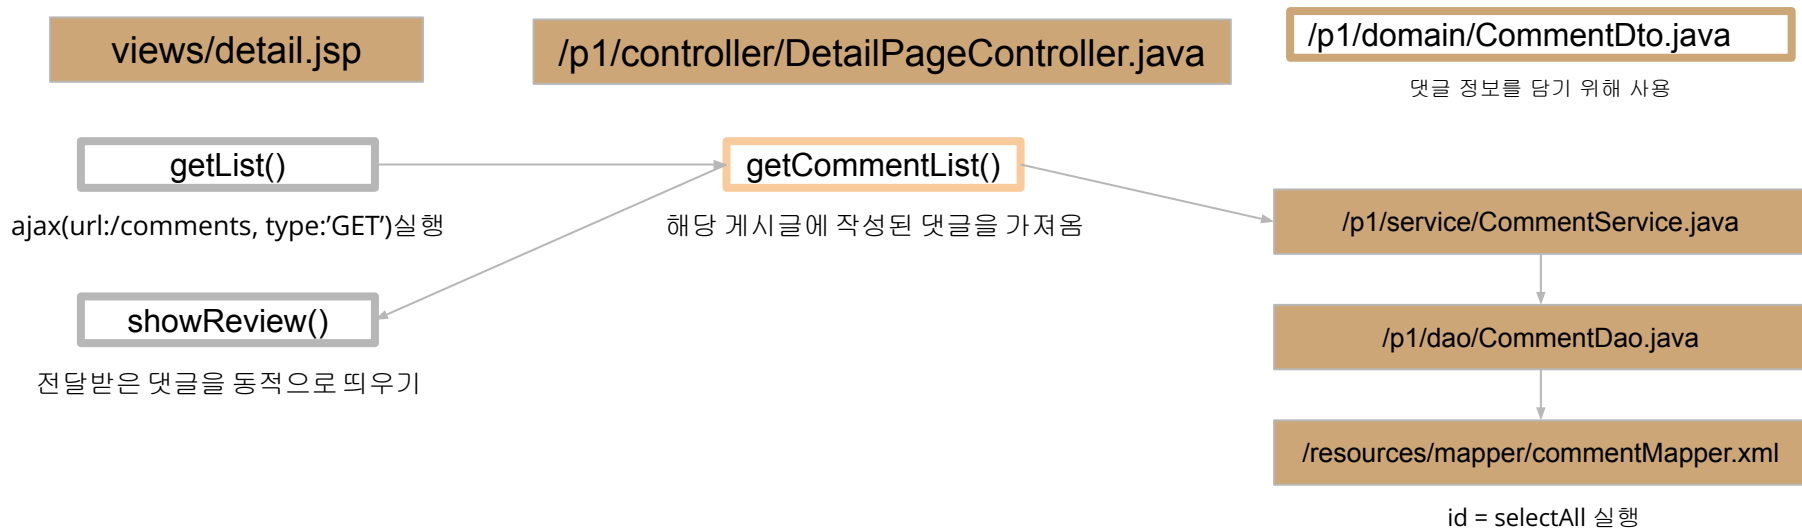 views/detail.jsp
/p1/controller/DetailPageController.java
/p1/domain/CommentDto.java
댓글 정보를 담기 위해 사용
getList()
getCommentList()
ajax(url:/comments, type:’GET’)실행
해당 게시글에 작성된 댓글을 가져옴
/p1/service/CommentService.java
showReview()
/p1/dao/CommentDao.java
전달받은 댓글을 동적으로 띄우기
/resources/mapper/commentMapper.xml
id = selectAll 실행